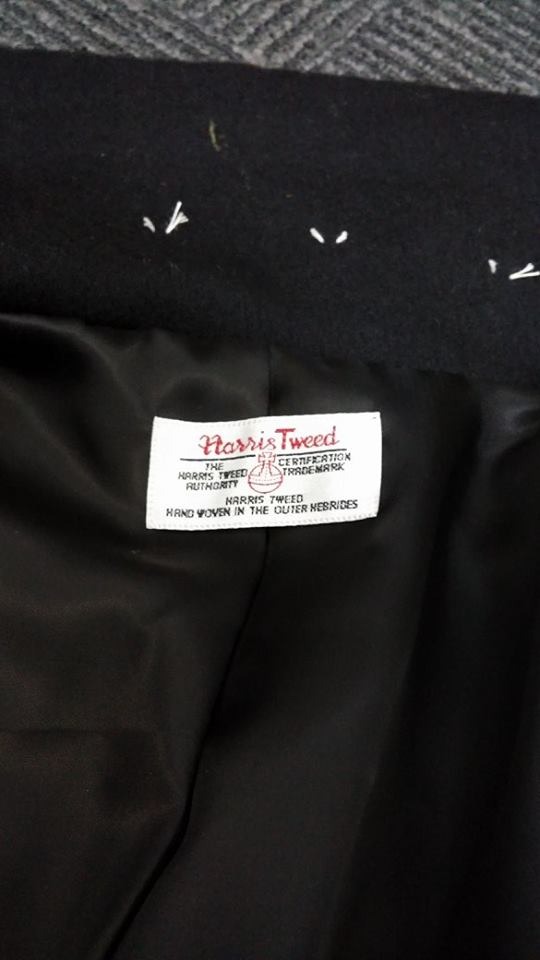 Harris Tweed
THE CERTIFICATION
HARRIS TWEED TRADEMARK
AUTHORITY
HARRIS TWEED
HAND WOVEN IN THE OUTER HEBRIDES